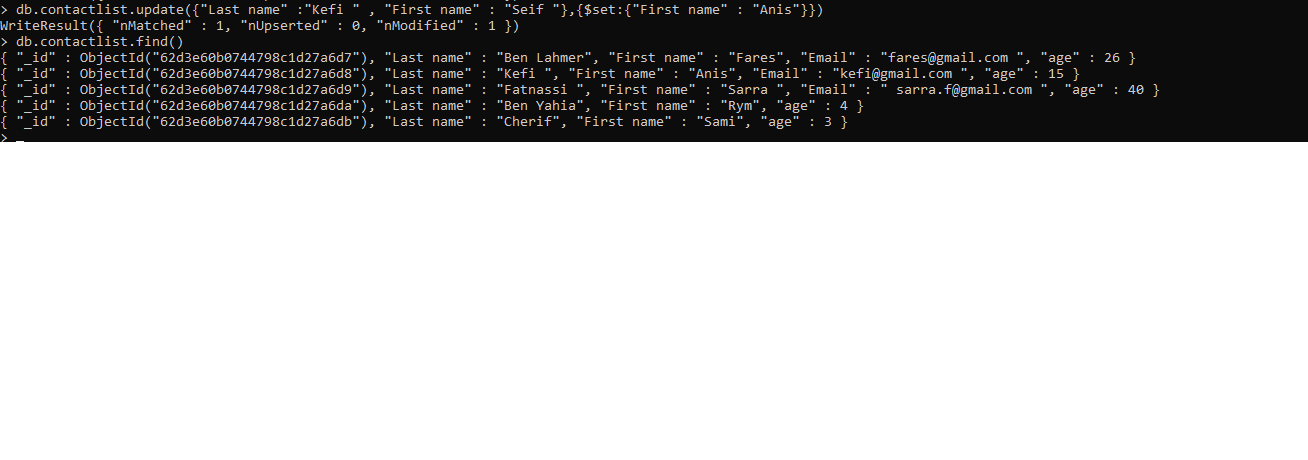 > db.contactlist.update({"Last name" :"Kefi " , "First name" : "Seif "},{$set:{"First name" : "Anis"}})
WriteResult({ "nMatched" : 1, "nUpserted" : 0, "nModified" : 1 })
> db.contactlist.find()
{ "_id" : ObjectId("62d3e60b0744798c1d27a6d7"), "Last name" : "Ben Lahmer", "First name" : "Fares", "Email" : "fares@gmail.com ", "age" : 26 }
{ "_id" : ObjectId("62d3e60b0744798c1d27a6d8"), "Last name" : "Kefi ", "First name" : "Anis", "Email" : "kefi@gmail.com ", "age" : 15 }
{ "_id" : ObjectId("62d3e60b0744798c1d27a6d9"), "Last name" : "Fatnassi ", "First name" : "Sarra ", "Email" : " sarra.f@gmail.com ", "age" : 40 }
{ "_id" : ObjectId("62d3e60b0744798c1d27a6da"), "Last name" : "Ben Yahia", "First name" : "Rym", "age" : 4 }
{ "_id" : ObjectId("62d3e60b0744798c1d27a6db"), "Last name" : "Cherif", "First name" : "Sami", "age" : 3 }
> _